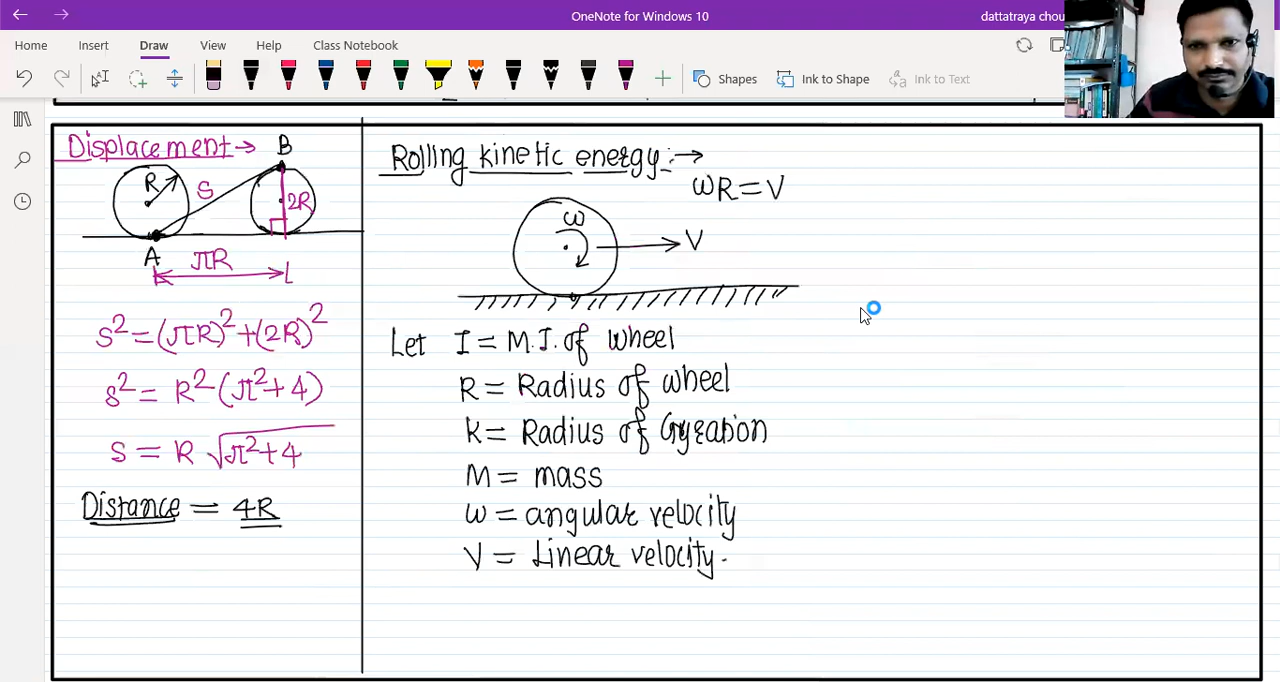 OneNote for Windows 10
dattatraya chou
Home Insert Draw View Help Class Notebook
Shapes Ink to Shape Ink to Text
Displacement →
B
R
S
2R
A
πR
S² = (πR)² + (2R)²
S² = R² (π² + 4)
S = R √π² + 4
Distance = 4R
Rolling kinetic energy :→
ωR = V
ω
V
Let I = M.I. of wheel
R = Radius of wheel
K = Radius of Gyration
M = mass
ω = angular velocity
V = Linear velocity.